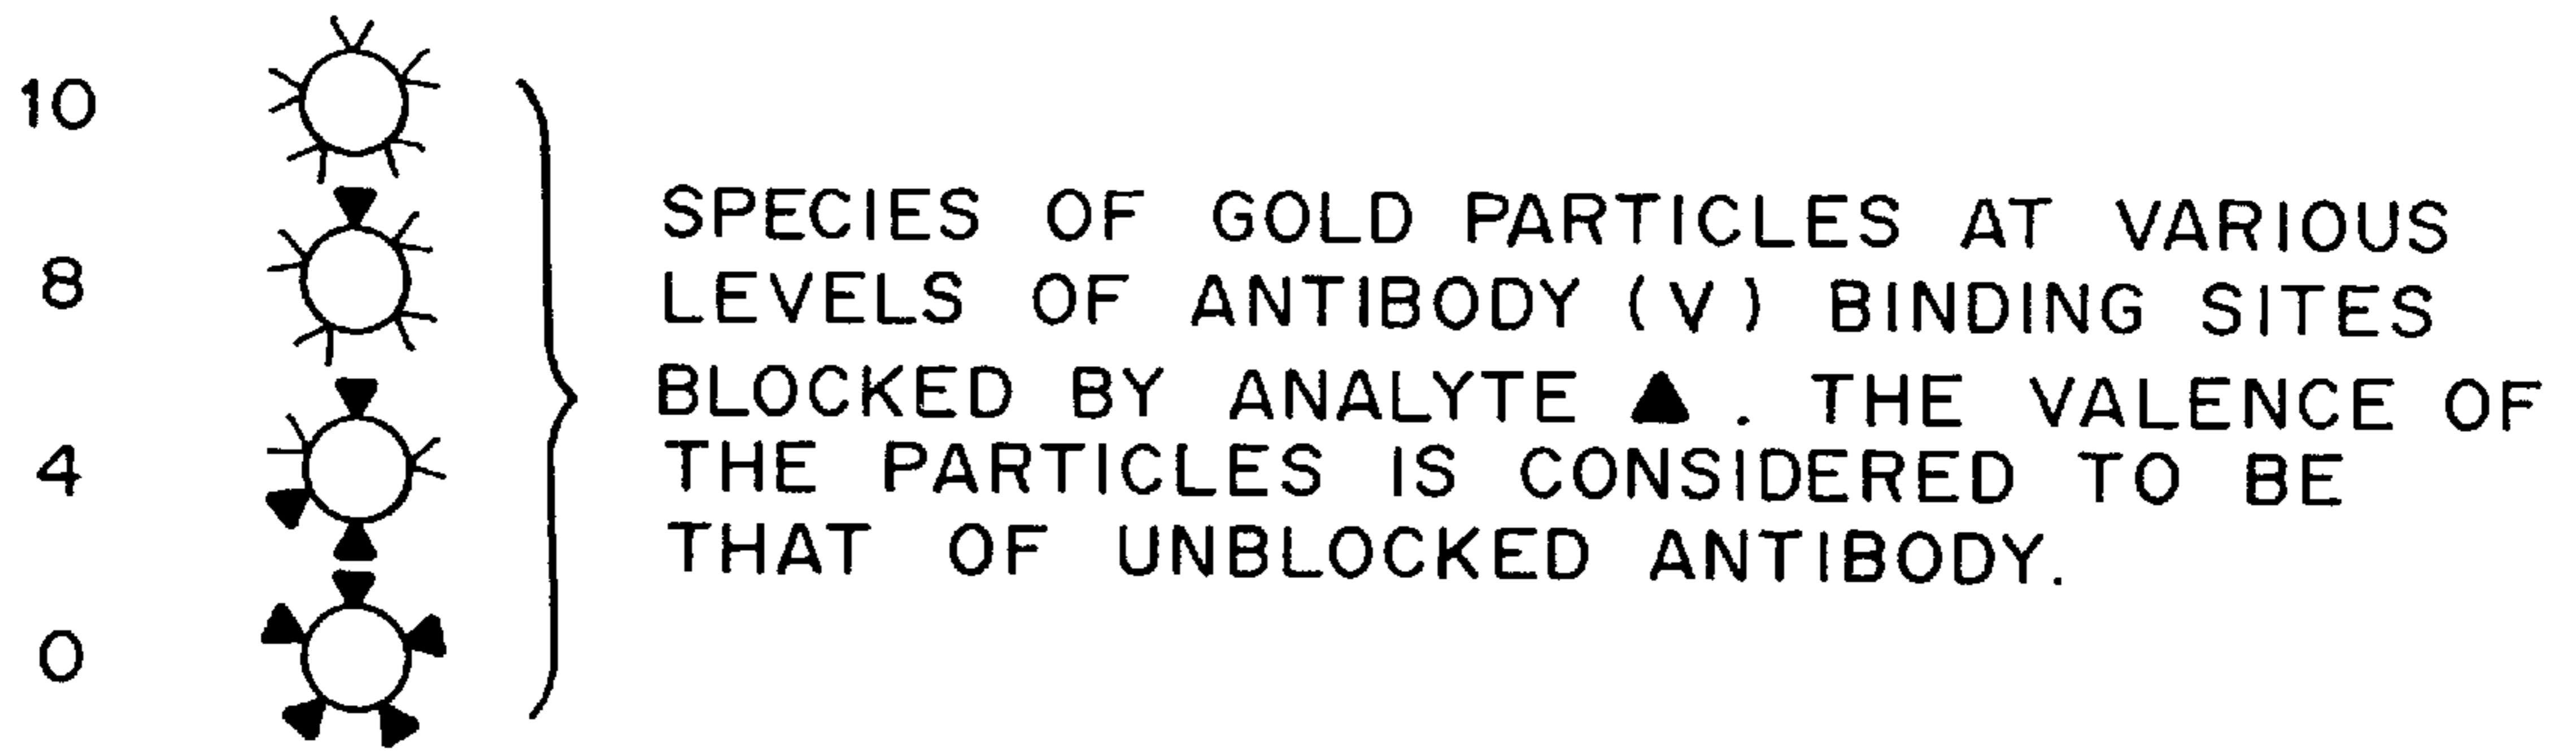 10
8
4
0
SPECIES OF GOLD PARTICLES AT VARIOUS
LEVELS OF ANTIBODY (V) BINDING SITES
BLOCKED BY ANALYTE ▲. THE VALENCE OF
THE PARTICLES IS CONSIDERED TO BE
THAT OF UNBLOCKED ANTIBODY.